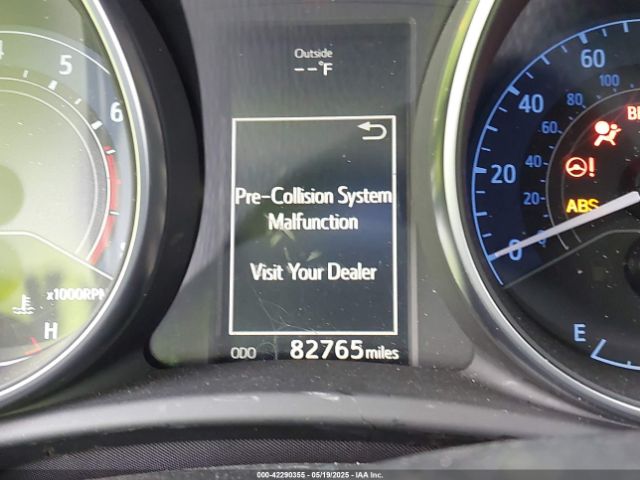 Outside
--°F
Pre-Collision System
Malfunction
Visit Your Dealer
ODO 82765 miles
4 5 6
x1000RPM
H
0 20 40 60
20 40 60 80 100
ABS
E
000-42290355 - 05/19/2025 - IAA Inc.